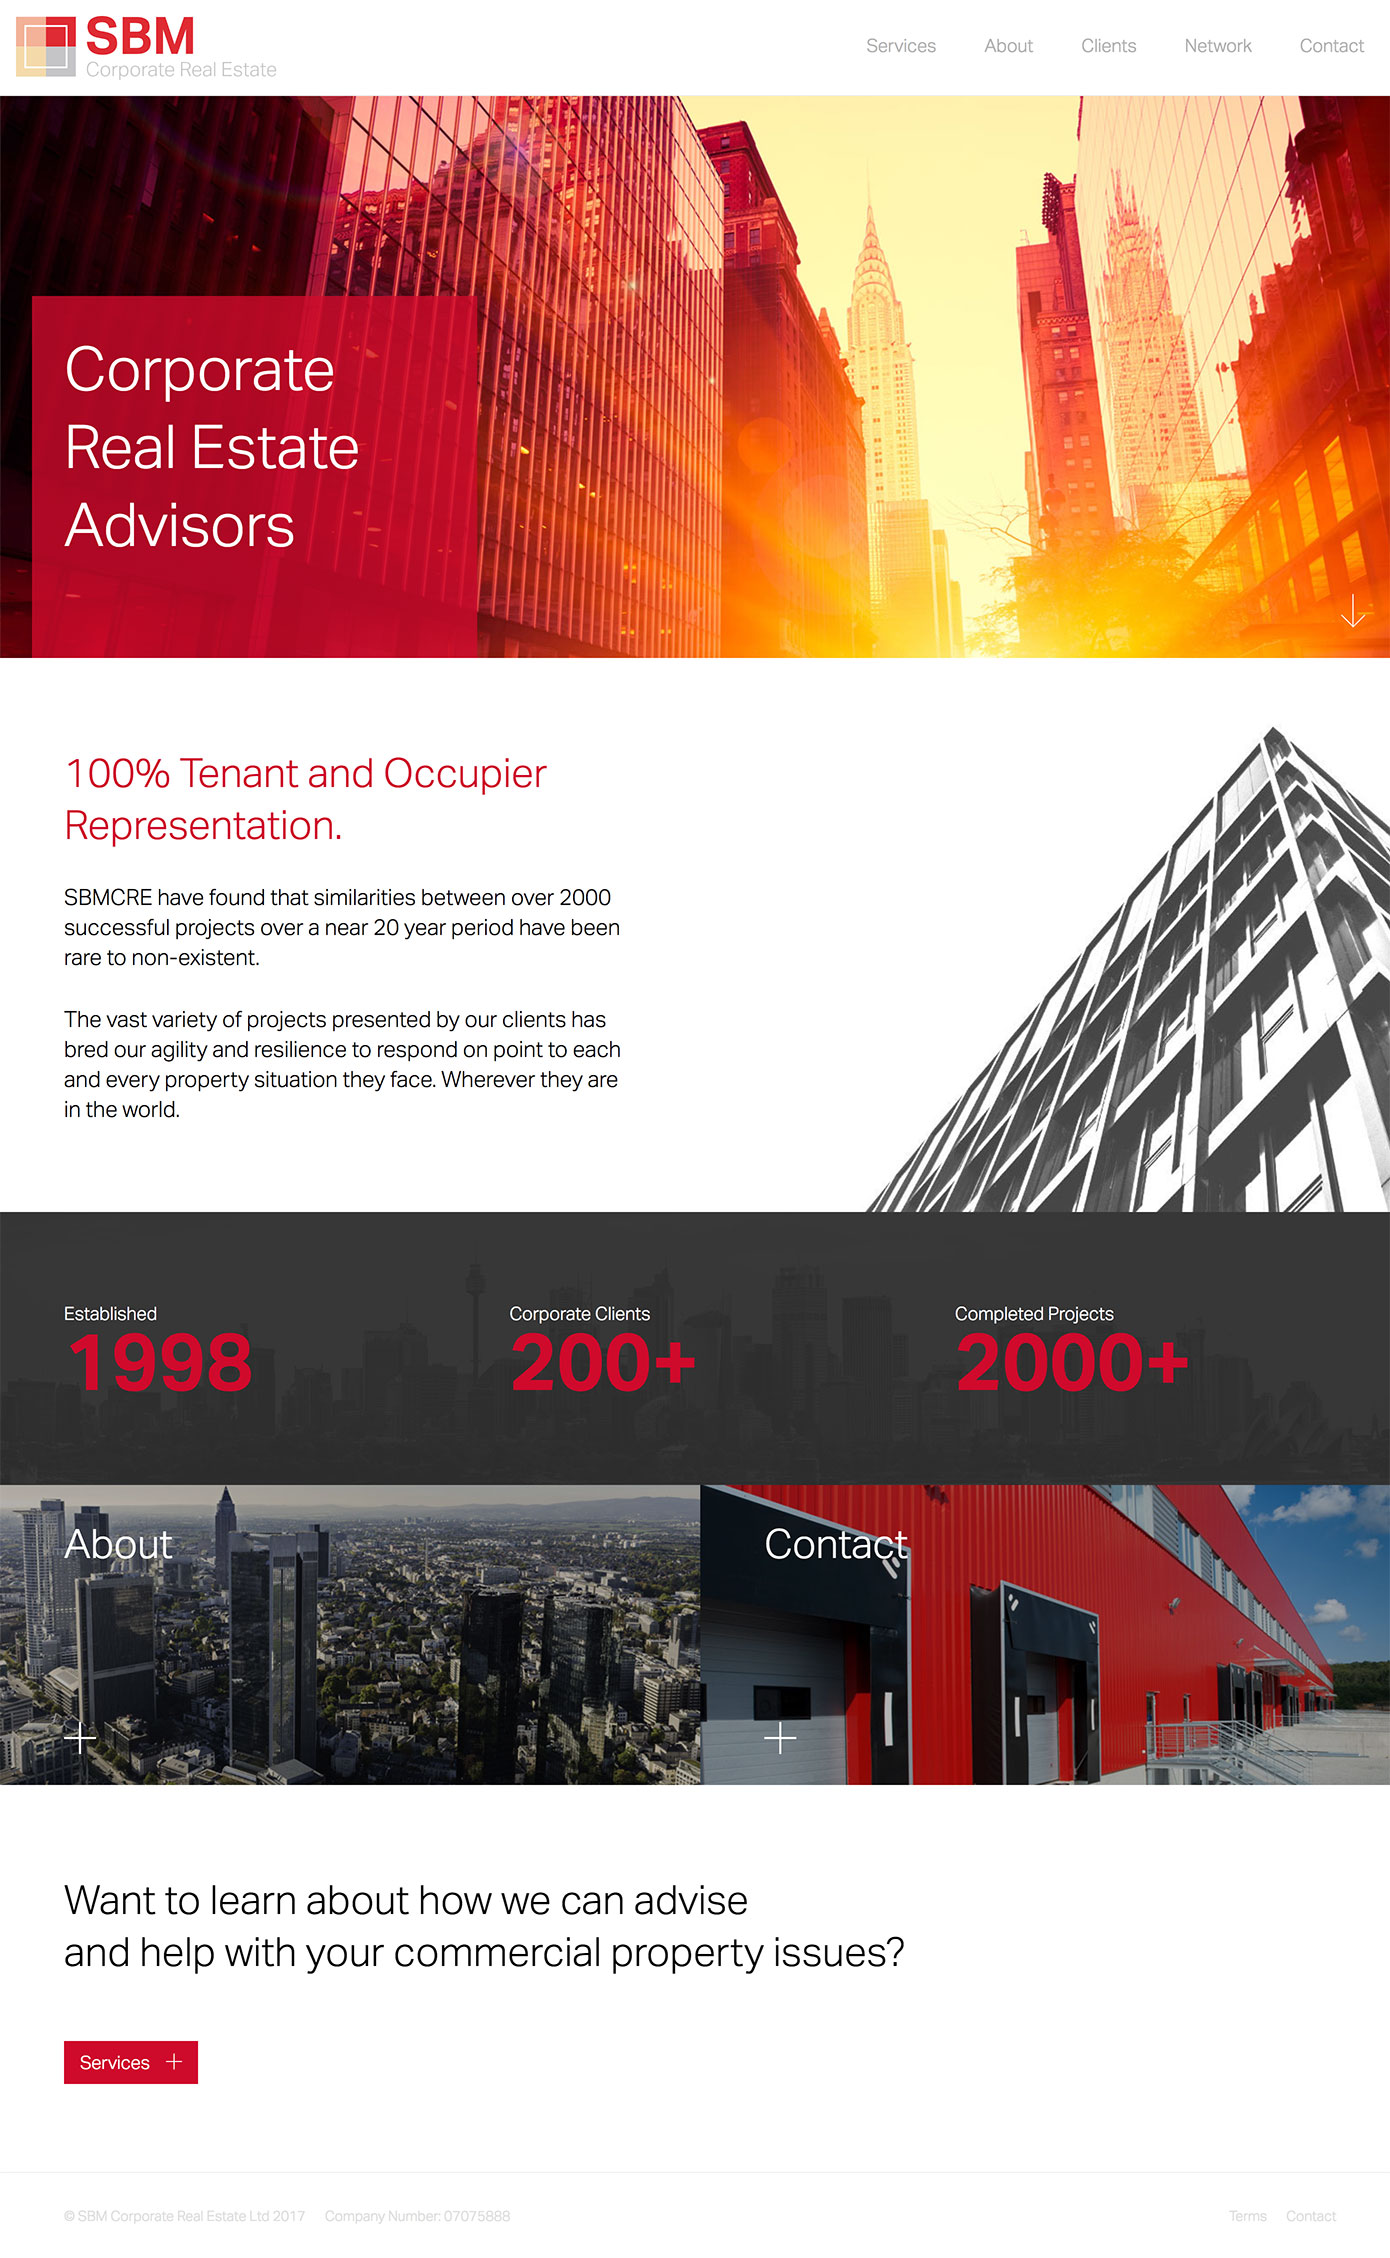 SBM
Corporate Real Estate
Services About Clients Network Contact
Corporate
Real Estate
Advisors
100% Tenant and Occupier
Representation.
SBMCRE have found that similarities between over 2000
successful projects over a near 20 year period have been
rare to non-existent.
The vast variety of projects presented by our clients has
bred our agility and resilience to respond on point to each
and every property situation they face. Wherever they are
in the world.
Established
1998
Corporate Clients
200+
Completed Projects
2000+
About
Contact
Want to learn about how we can advise
and help with your commercial property issues?
Services +
© SBM Corporate Real Estate Ltd 2017 Company Number: 07075888
Terms Contact